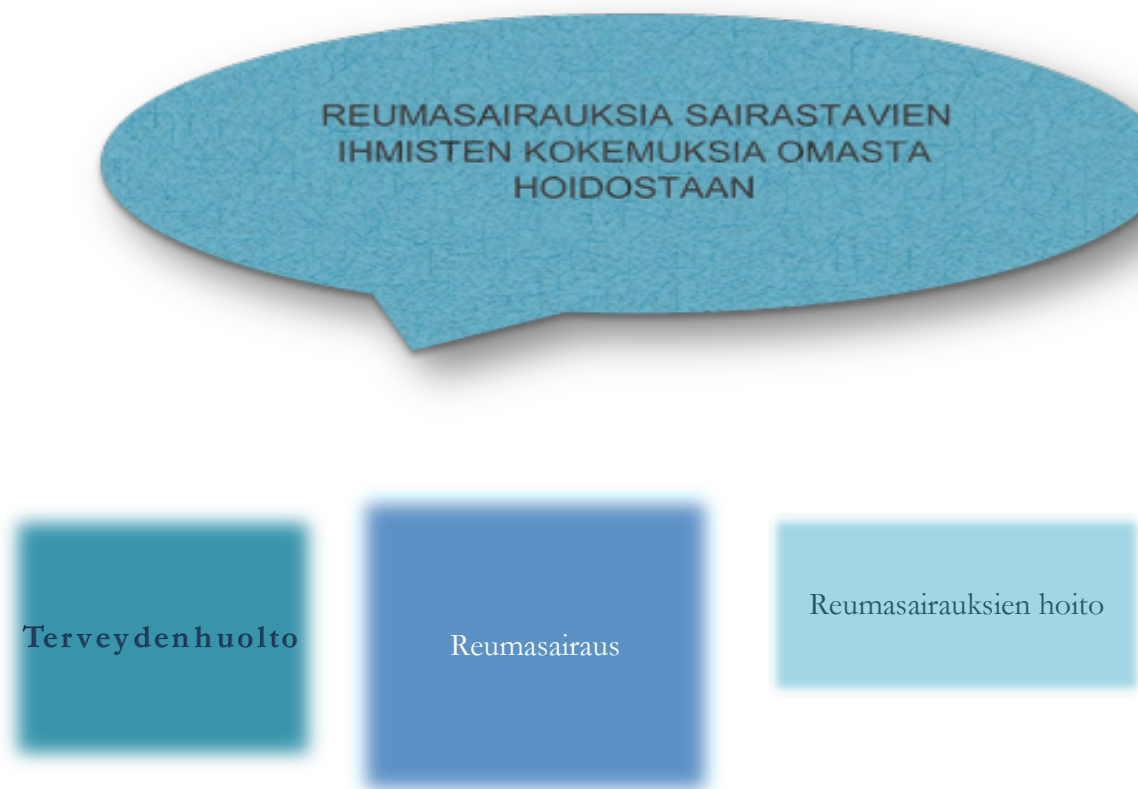 REUMASAIRAUKSIA SAIRASTAVIEN
IHMISTEN KOKEMUKSIA OMASTA
HOIDOSTAAN
Terveydenhuolto
Reumasairaus
Reumasairauksien hoito